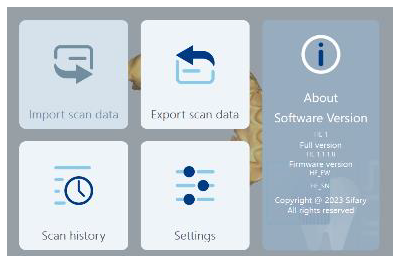 Import scan data
Export scan data
Scan history
Settings
About
Software Version
Full version
Firmware version
HF_FW
HF_SN
Copyright @ 2023 Sifary
All rights reserved